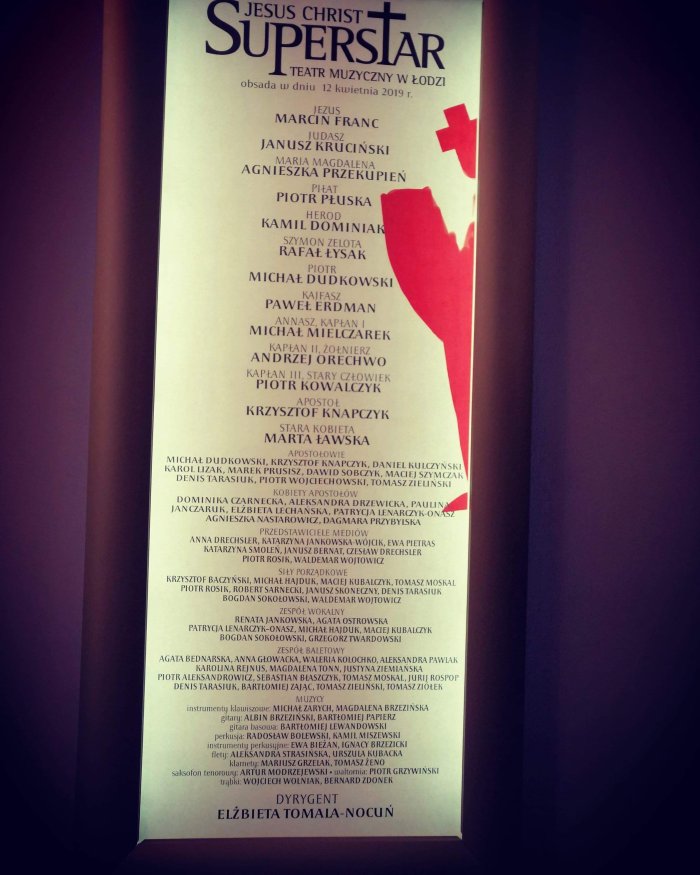 JESUS CHRIST
SUPERSTAR
TEATR MUZYCZNY W ŁODZI
obsada w dniu 12 kwietnia 2019 r.
JEZUS
MARCIN FRANC
JUDASZ
JANUSZ KRUCIŃSKI
MARIA MAGDALENA
AGNIESZKA PRZEKUPIEŃ
PIŁAT
PIOTR PŁUSKA
HEROD
KAMIL DOMINIAK
SZYMON ZELOTA
RAFAŁ ŁYSAK
PIOTR
MICHAŁ DUDKOWSKI
KAJFASZ
PAWEŁ ERDMAN
ANNASZ, KAPŁAN I
MICHAŁ MIELCZAREK
KAPŁAN II, ŻOŁNIERZ
ANDRZEJ ORECHWO
KAPŁAN III, STARY CZŁOWIEK
PIOTR KOWALCZYK
APOSTOŁ
KRZYSZTOF KNAPCZYK
STARA KOBIETA
MARTA ŁAWSKA
APOSTOŁOWIE
MICHAŁ DUDKOWSKI, KRZYSZTOF KNAPCZYK, DANIEL KULCZYŃSKI
KAROL LIZAK, MAREK PRUSISZ, DAWID SOBCZYK, MACIEJ SZYMCZAK
DENIS TARASIUK, PIOTR WOJCIECHOWSKI, TOMASZ ZIELIŃSKI
KOBIETY APOSTOŁÓW
DOMINIKA CZARNECKA, ALEKSANDRA DRZEWICKA, PAULINA
JANCZARUK, ELŻBIETA LECHAŃSKA, PATRYCJA LENARCZYK-ONASZ
AGNIESZKA NASTAROWICZ, DAGMARA PRZYBYLSKA
PRZEDSTAWICIELE MEDIÓW
ANNA DRECHSLER, KATARZYNA JANKOWSKA-WÓJCIK, EWA PIETRAS
KATARZYNA SMOLEŃ, JANUSZ BERNAT, CZESŁAW DRECHSLER
PIOTR ROSIK, WALDEMAR WOJTOWICZ
SIŁY PORZĄDKOWE
KRZYSZTOF BACZYŃSKI, MICHAŁ HAJDUK, MACIEJ KUBALCZYK, TOMASZ MOSKAL
PIOTR ROSIK, ROBERT SARNECKI, JANUSZ SKONECZNY, DENIS TARASIUK
BOGDAN SOKOŁOWSKI, WALDEMAR WOJTOWICZ
ZESPÓŁ WOKALNY
RENATA JANKOWSKA, AGATA OSTROWSKA
PATRYCJA LENARCZYK-ONASZ, MICHAŁ HAJDUK, MACIEJ KUBALCZYK
BOGDAN SOKOŁOWSKI, GRZEGORZ TWARDOWSKI
ZESPÓŁ BALETOWY
AGATA BEDNARSKA, ANNA GŁOWACKA, WALERIA KOLOCHKO, ALEKSANDRA PAWLAK
KAROLINA REJNUS, MAGDALENA TONN, JUSTYNA ZIEMIAŃSKA
PIOTR ALEKSANDROWICZ, SEBASTIAN BŁASZCZYK, TOMASZ MOSKAL, JURIJ ROSPOP
DENIS TARASIUK, BARTŁOMIEJ ZAJĄC, TOMASZ ZIELIŃSKI, TOMASZ ZIÓŁEK
MUZYCY
instrumenty klawiszowe: MICHAŁ ZARYCH, MAGDALENA BRZEZIŃSKA
gitary: ALBIN BRZEZIŃSKI, BARTŁOMIEJ PAPIERZ
gitara basowa: BARTŁOMIEJ LEWANDOWSKI
perkusja: RADOSŁAW BOLEWSKI, KAMIL MISZEWSKI
instrumenty perkusyjne: EWA BIEŻAN, IGNACY BRZEZICKI
flety: ALEKSANDRA STRASIŃSKA, URSZULA KUBACKA
klarnety: MARIUSZ GRZELAK, TOMASZ ŻENO
saksofon tenorowy: ARTUR MODRZEJEWSKI • waltornia: PIOTR GRZYWIŃSKI
trąbki: WOJCIECH WOLNIAK, BERNARD ZDONEK
DYRYGENT
ELŻBIETA TOMALA-NOCUŃ